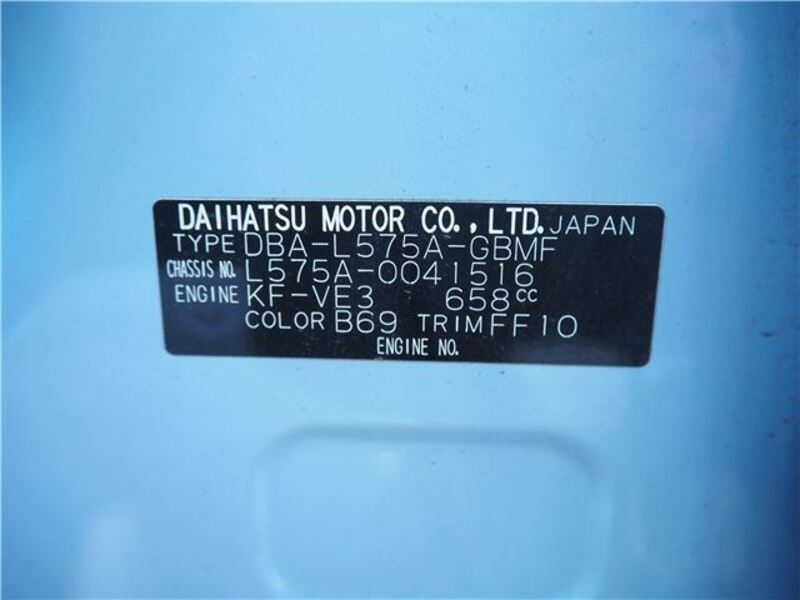 DAIHATSU MOTOR CO., LTD. JAPAN
TYPE DBA-L575A-GBMF
CHASSIS NO. L575A-0041516
ENGINE KF-VE3 658cc
COLOR B69 TRIM FF10
ENGINE NO.